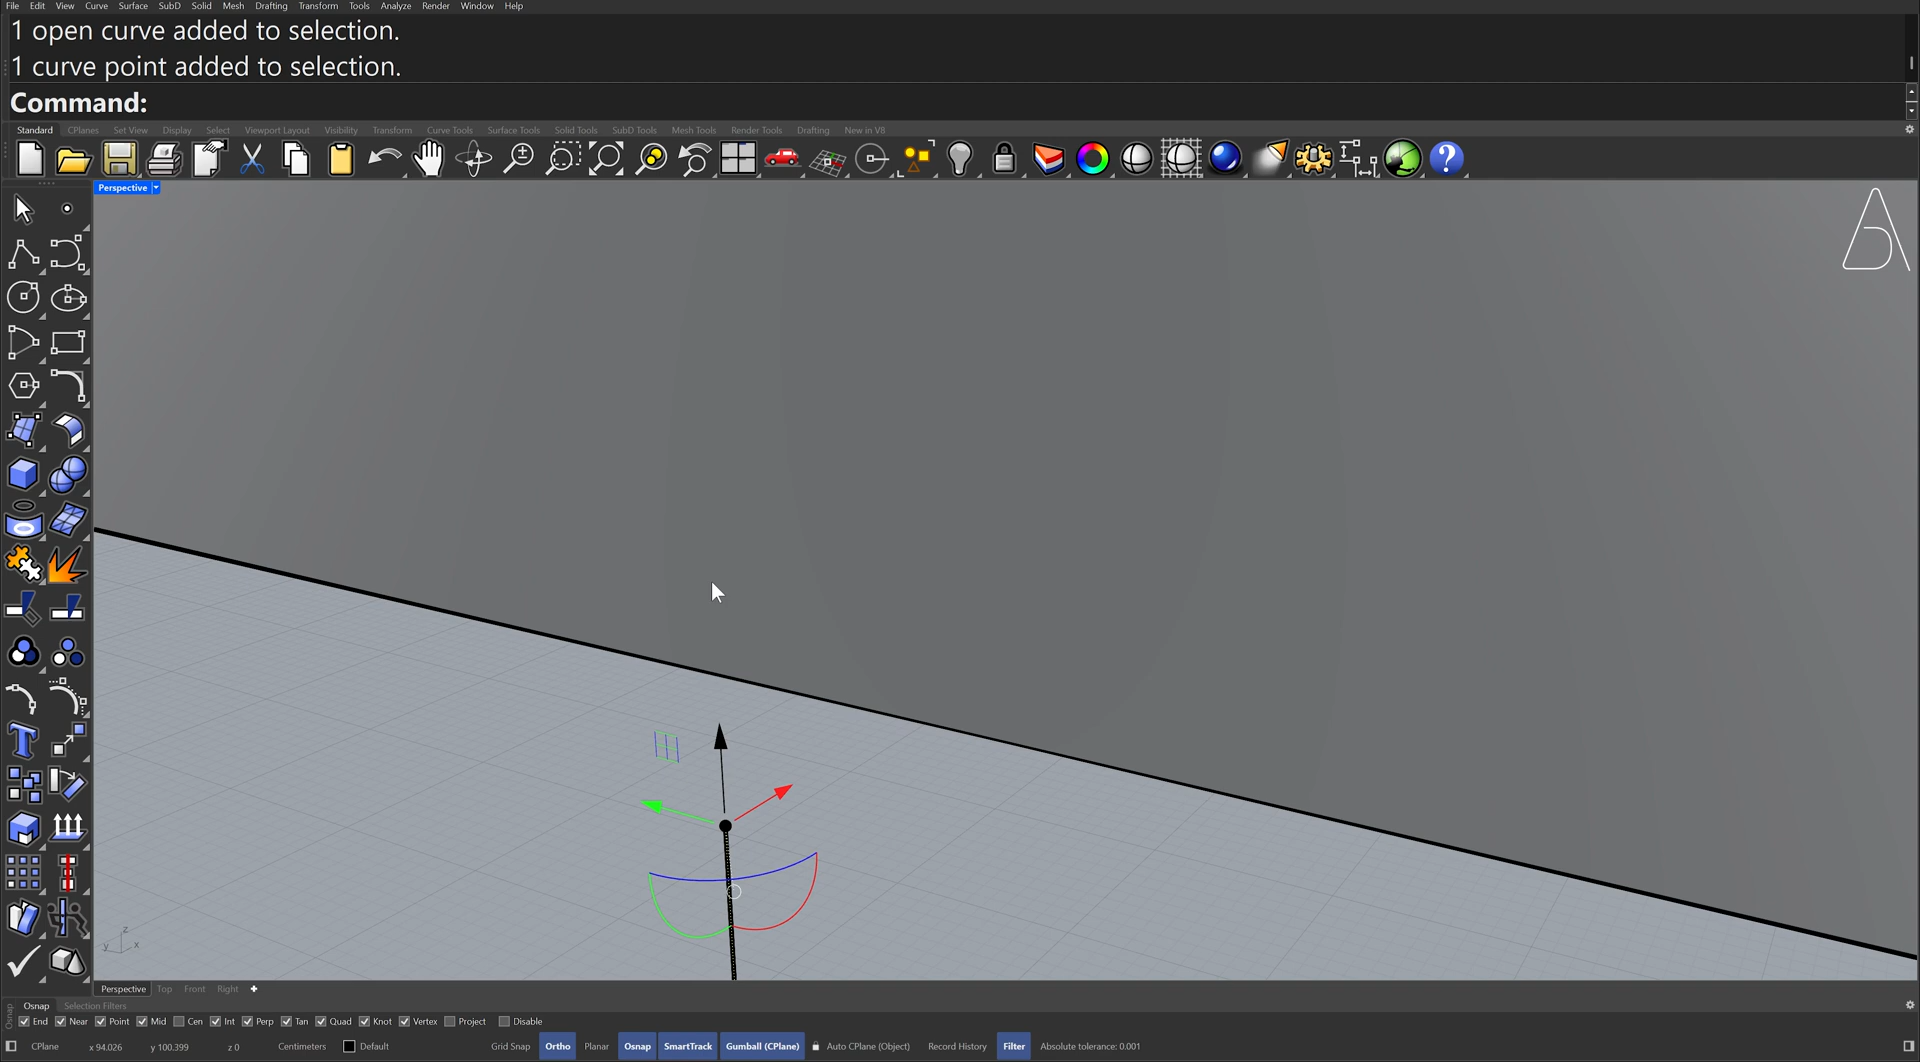 File Edit View Curve Surface SubD Solid Mesh Drafting Transform Tools Analyze Render Window Help
1 open curve added to selection.
1 curve point added to selection.
Command:
Standard CPlanes Set View Display Select Viewport Layout Visibility Transform Curve Tools Surface Tools Solid Tools SubD Tools Mesh Tools Render Tools Drafting New in V8
Perspective
z
y x
Perspective Top Front Right
Osnap Selection Filters
Osnap
End Near Point Mid Cen Int Perp Tan Quad Knot Vertex Project Disable
CPlane x 94.026 y 100.399 z 0 Centimeters Default Grid Snap Ortho Planar Osnap SmartTrack Gumball (CPlane) Auto CPlane (Object) Record History Filter Absolute tolerance: 0.001